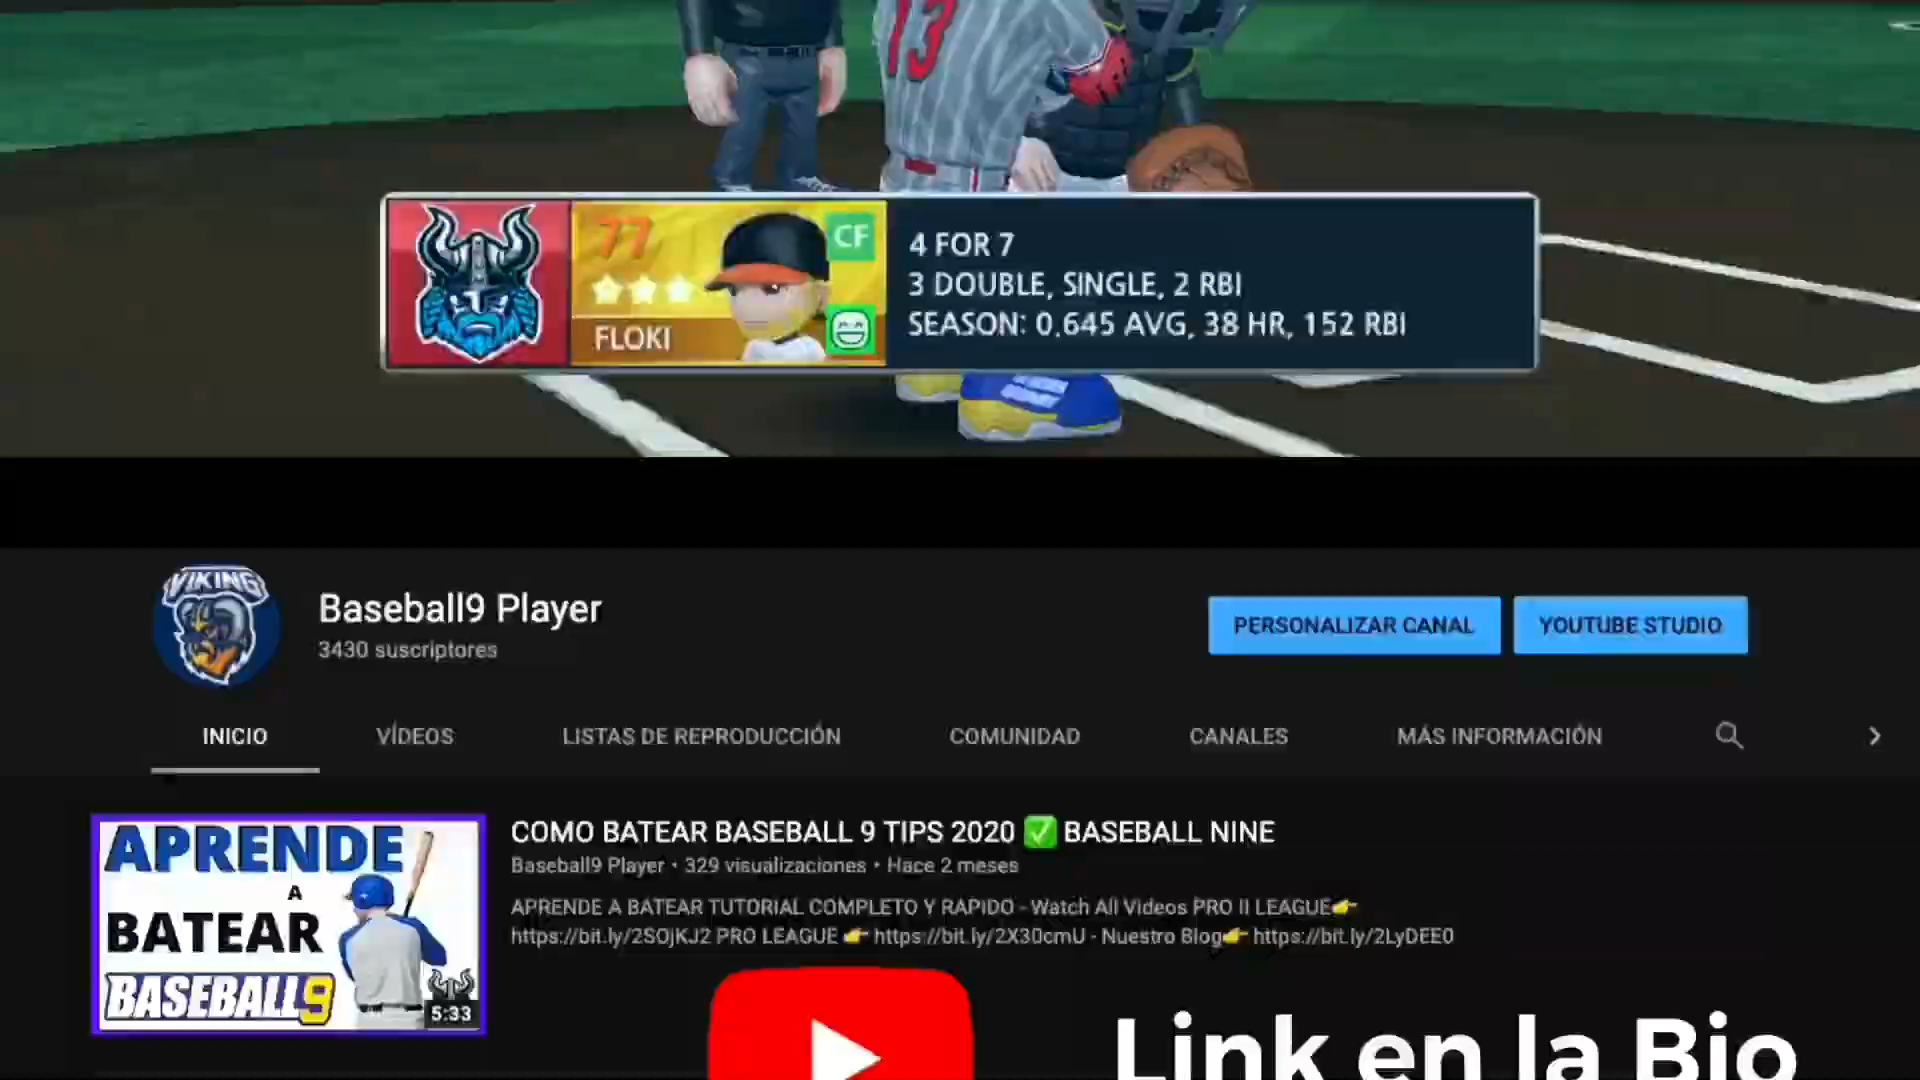 13
77
CF
FLOKI
4 FOR 7
3 DOUBLE, SINGLE, 2 RBI
SEASON: 0.645 AVG, 38 HR, 152 RBI
VIKING
Baseball9 Player
3430 suscriptores
PERSONALIZAR CANAL
YOUTUBE STUDIO
INICIO
VÍDEOS
LISTAS DE REPRODUCCIÓN
COMUNIDAD
CANALES
MÁS INFORMACIÓN
APRENDE
A
BATEAR
BASEBALL9
5:33
COMO BATEAR BASEBALL 9 TIPS 2020 ✅ BASEBALL NINE
Baseball9 Player • 329 visualizaciones • Hace 2 meses
APRENDE A BATEAR TUTORIAL COMPLETO Y RAPIDO - Watch All Videos PRO II LEAGUE👉
https://bit.ly/2SOjKJ2 PRO LEAGUE 👉 https://bit.ly/2X30cmU - Nuestro Blog👉 https://bit.ly/2LyDEE0
Link en la Bio